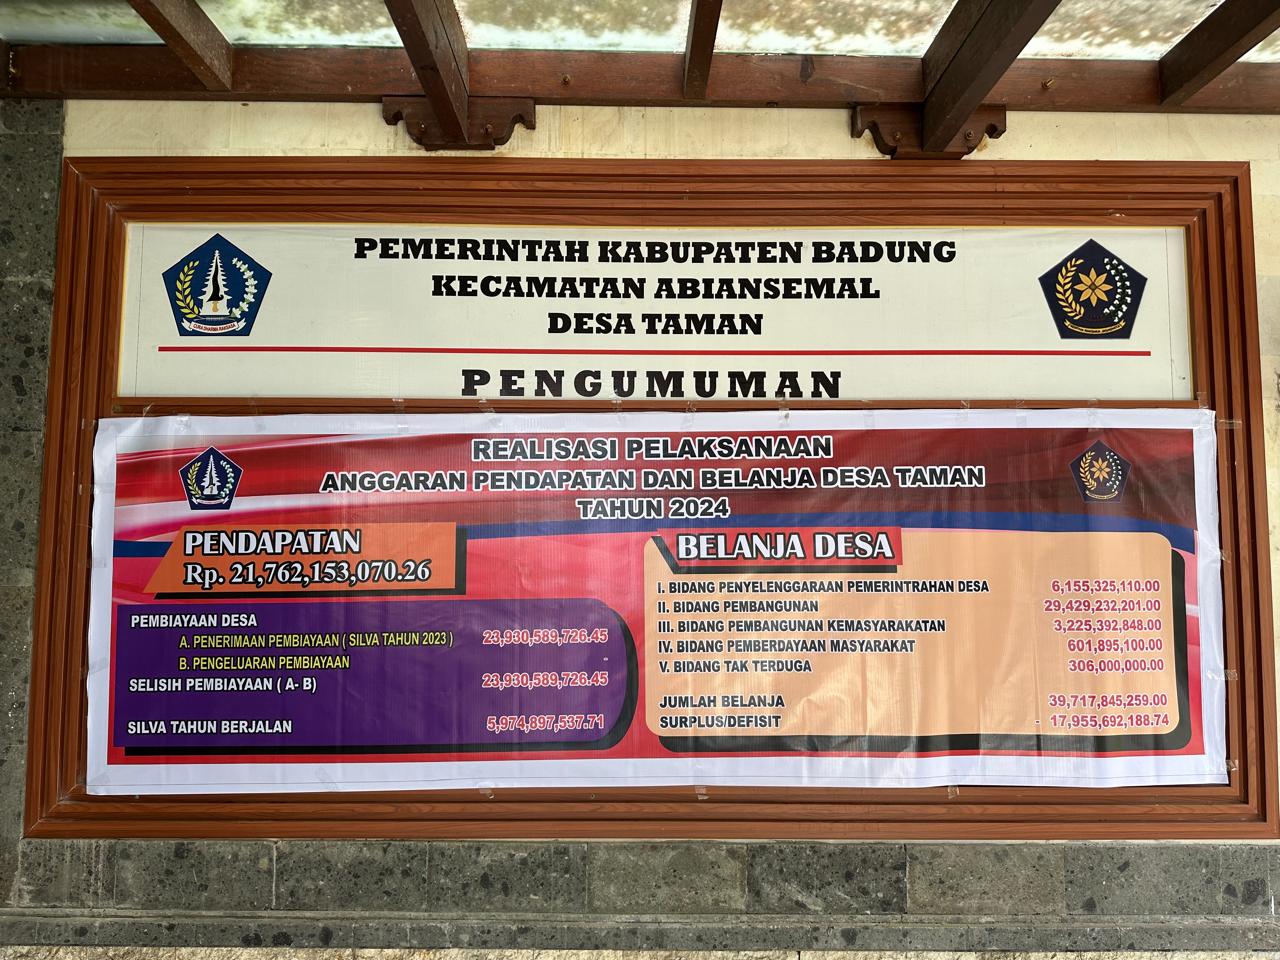 PEMERINTAH KABUPATEN BADUNG
KECAMATAN ABIANSEMAL
DESA TAMAN
PENGUMUMAN
REALISASI PELAKSANAAN
ANGGARAN PENDAPATAN DAN BELANJA DESA TAMAN
TAHUN 2024
PENDAPATAN
Rp. 21,762,153,070.26
PEMBIAYAAN DESA
A. PENERIMAAN PEMBIAYAAN ( SILVA TAHUN 2023 ) 23,930,589,726.45
B. PENGELUARAN PEMBIAYAAN -
SELISIH PEMBIAYAAN ( A- B) 23,930,589,726.45
SILVA TAHUN BERJALAN 5,974,897,537.71
BELANJA DESA
I. BIDANG PENYELENGGARAAN PEMERINTRAHAN DESA 6,155,325,110.00
II. BIDANG PEMBANGUNAN 29,429,232,201.00
III. BIDANG PEMBANGUNAN KEMASYARAKATAN 3,225,392,848.00
IV. BIDANG PEMBERDAYAAN MASYARAKAT 601,895,100.00
V. BIDANG TAK TERDUGA 306,000,000.00
JUMLAH BELANJA 39,717,845,259.00
SURPLUS/DEFISIT - 17,955,692,188.74